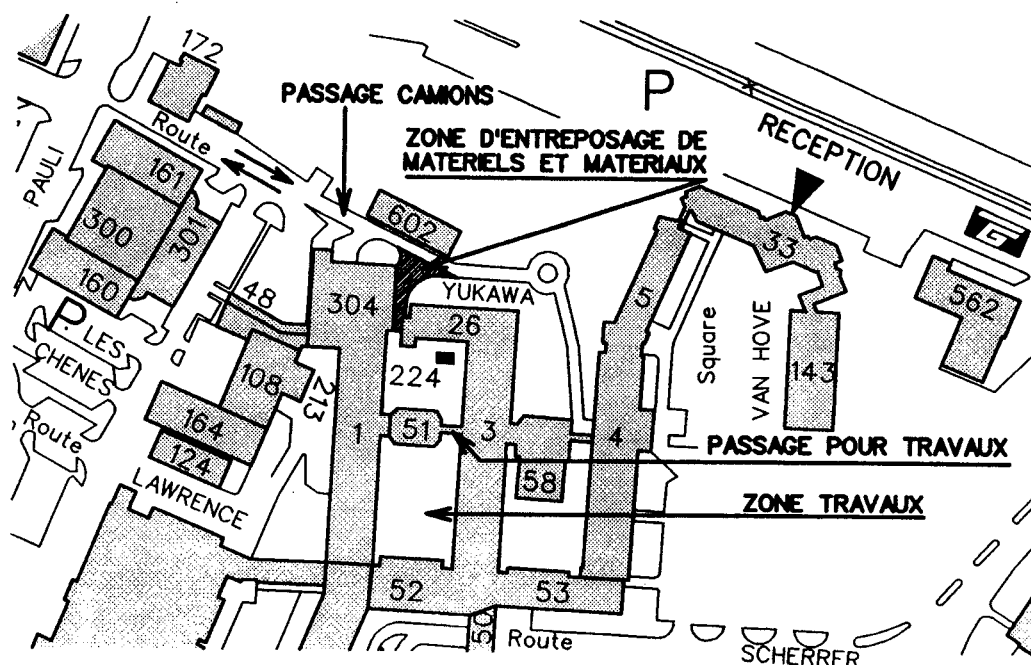 172
PASSAGE CAMIONS
P
RECEPTION
ZONE D'ENTREPOSAGE DE
MATERIELS ET MATERIAUX
Route
PAULI
161
300
301
160
602
33
5
YUKAWA
562
48
304
26
P
LES
CHENES
Square
VAN HOVE
143
108
213
224
Route
164
1
51
3
4
PASSAGE POUR TRAVAUX
124
58
LAWRENCE
ZONE TRAVAUX
52
53
50
Route
SCHERRER